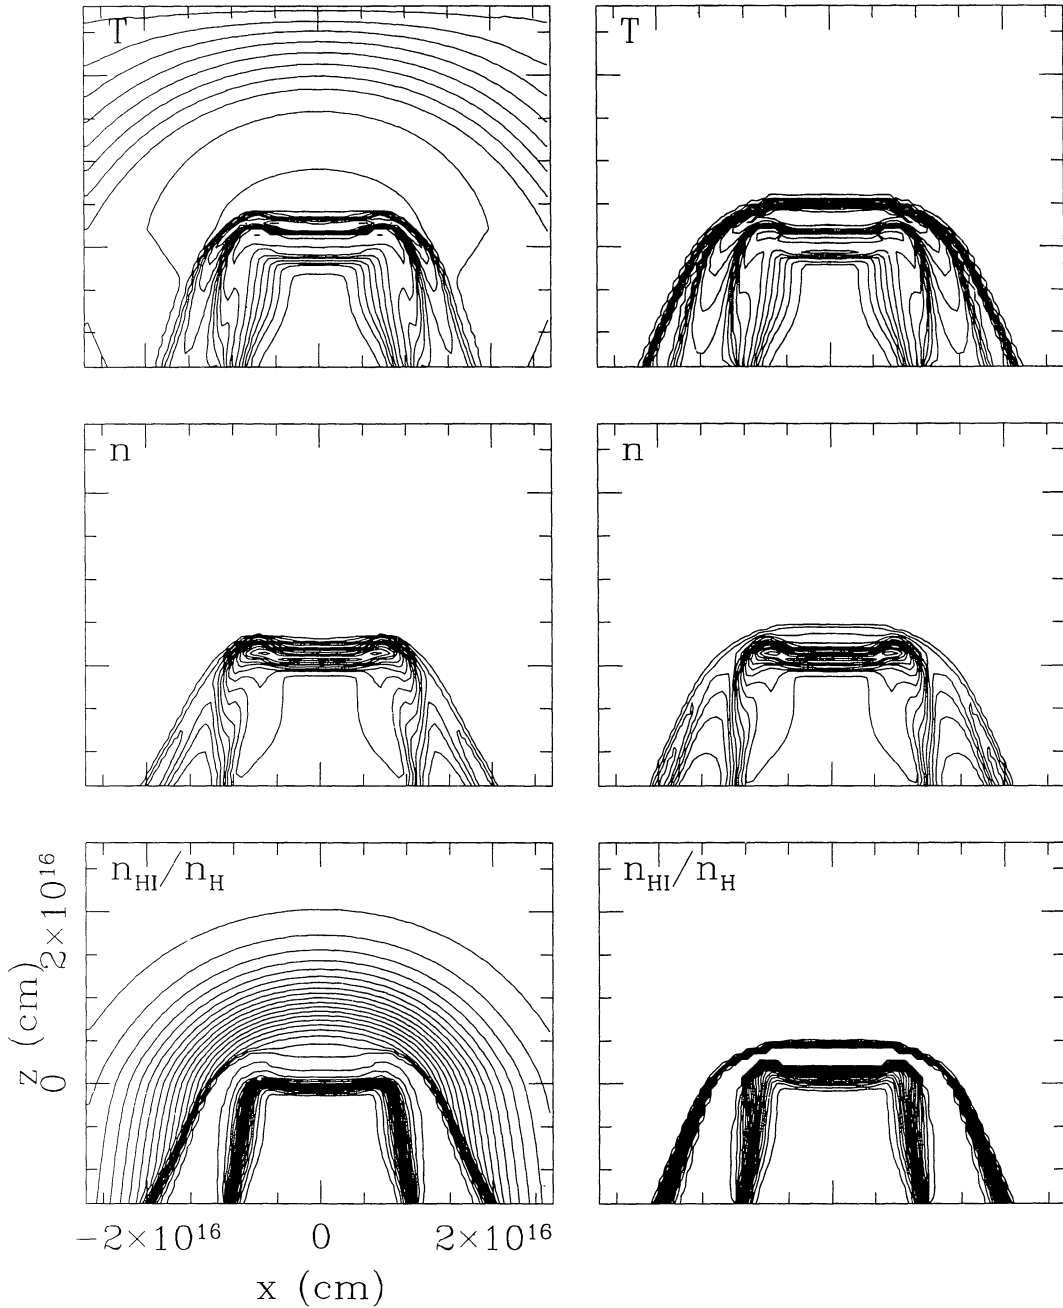 T
T
n
n
n_HI/n_H
n_HI/n_H
z (cm)
2×10^16
0
−2×10^16 0 2×10^16
x (cm)